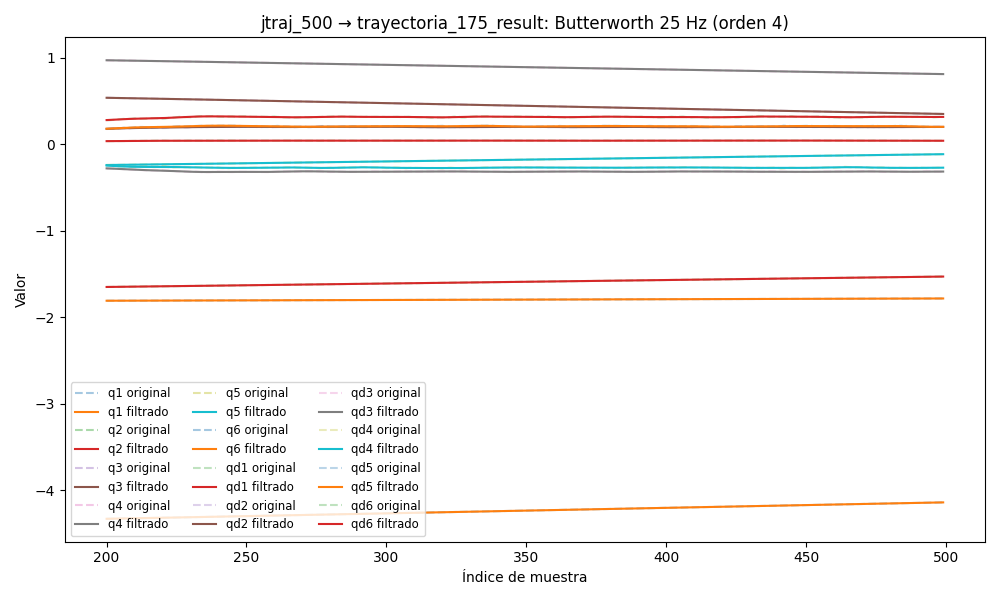 jtraj_500 → trayectoria_175_result: Butterworth 25 Hz (orden 4)
1
0
−1
−2
−3
−4
Valor
q1 original
q1 filtrado
q2 original
q2 filtrado
q3 original
q3 filtrado
q4 original
q4 filtrado
q5 original
q5 filtrado
q6 original
q6 filtrado
qd1 original
qd1 filtrado
qd2 original
qd2 filtrado
qd3 original
qd3 filtrado
qd4 original
qd4 filtrado
qd5 original
qd5 filtrado
qd6 original
qd6 filtrado
200
250
300
350
400
450
500
Índice de muestra